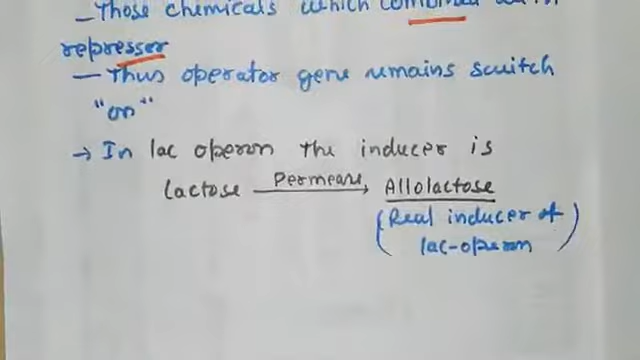 - Those chemicals which combined
repressor
- Thus operator gene remains switch
"on"
→ In lac operon the inducer is
lactose Permease → Allolactose
(Real inducer of
lac-operon)